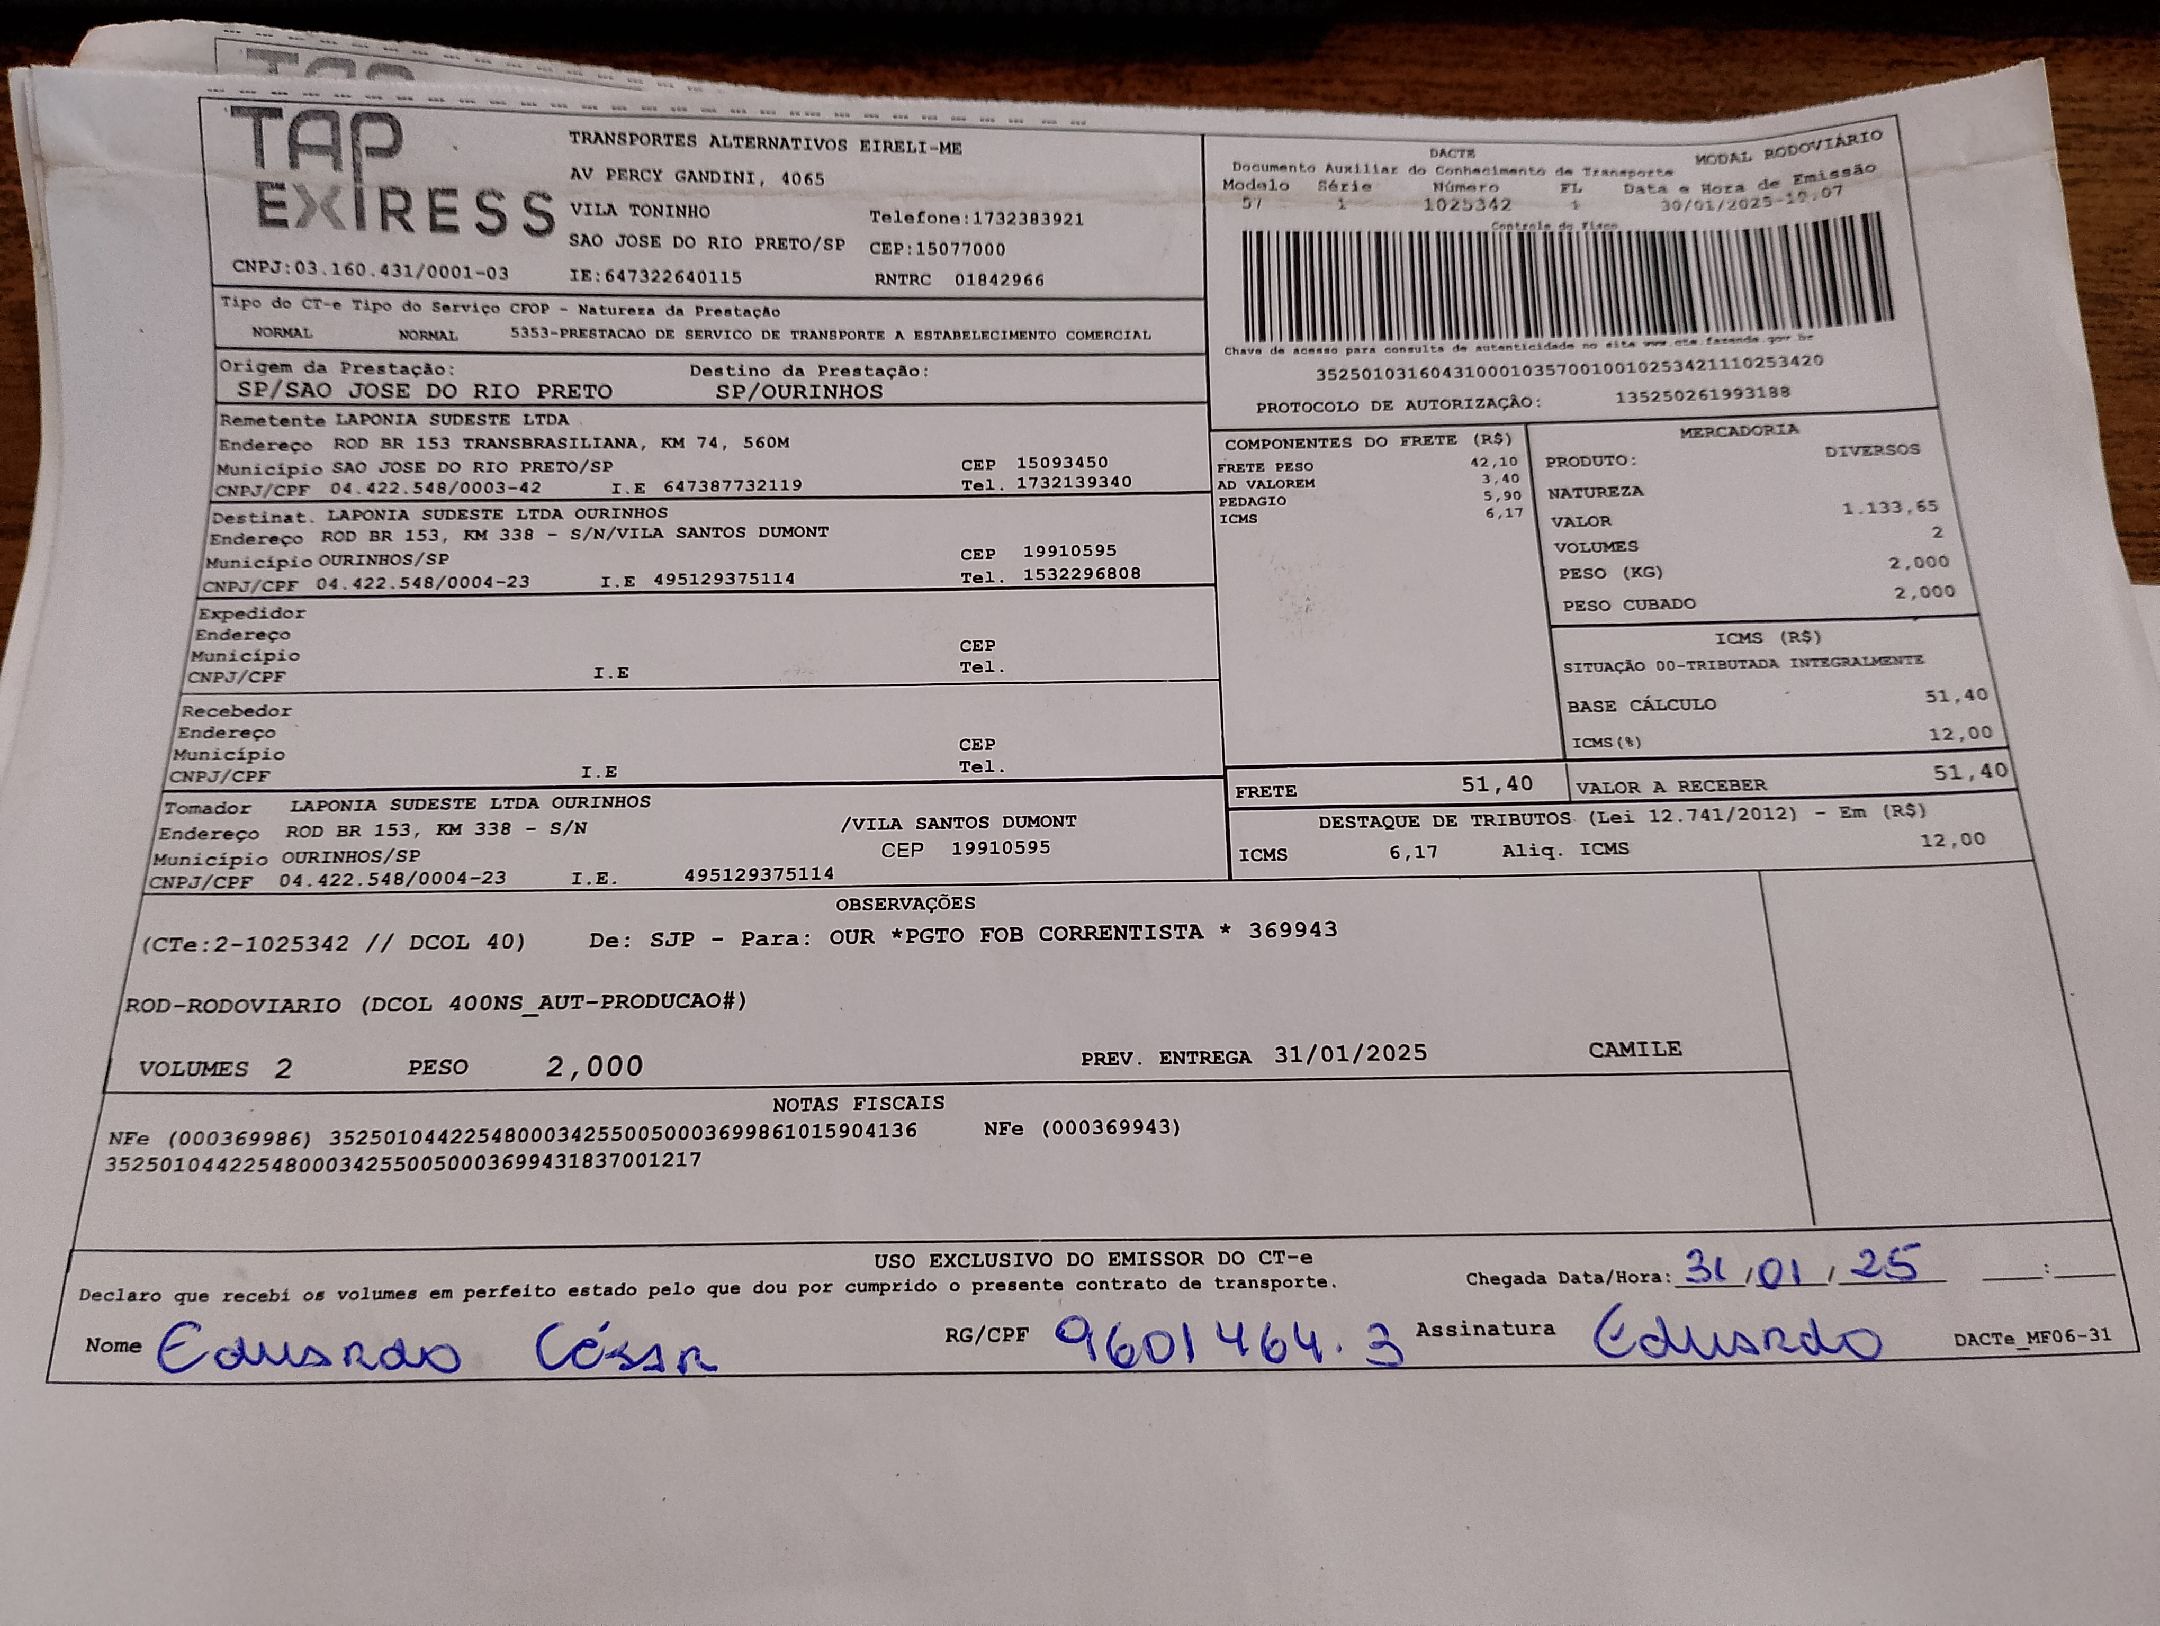 TAP
EXIRESS
TRANSPORTES ALTERNATIVOS EIRELI-ME
AV PERCY GANDINI, 4065
VILA TONINHO Telefone:1732383921
SAO JOSE DO RIO PRETO/SP CEP:15077000
CNPJ:03.160.431/0001-03 IE:647322640115 RNTRC 01842966
DACTE MODAL RODOVIÁRIO
Documento Auxiliar do Conhecimento de Transporte
Modelo Série Número FL Data e Hora de Emissão
57 1 1025342 1
Controle do Fisco
Chave de acesso para consulta de autenticidade no site www.cte.fazenda.gov.br
35250103160431000103570010010253421110253420
PROTOCOLO DE AUTORIZAÇÃO: 135250261993188
Tipo do CT-e Tipo do Serviço CFOP - Natureza da Prestação
NORMAL NORMAL 5353-PRESTACAO DE SERVICO DE TRANSPORTE A ESTABELECIMENTO COMERCIAL
Origem da Prestação: Destino da Prestação:
SP/SAO JOSE DO RIO PRETO SP/OURINHOS
Remetente LAPONIA SUDESTE LTDA
Endereço ROD BR 153 TRANSBRASILIANA, KM 74, 560M
Município SAO JOSE DO RIO PRETO/SP CEP 15093450
CNPJ/CPF 04.422.548/0003-42 I.E 647387732119 Tel. 1732139340
Destinat. LAPONIA SUDESTE LTDA OURINHOS
Endereço ROD BR 153, KM 338 - S/N/VILA SANTOS DUMONT
Município OURINHOS/SP CEP 19910595
CNPJ/CPF 04.422.548/0004-23 I.E 495129375114 Tel. 1532296808
Expedidor
Endereço
Município CEP
CNPJ/CPF I.E Tel.
Recebedor
Endereço
Município CEP
CNPJ/CPF I.E Tel.
Tomador LAPONIA SUDESTE LTDA OURINHOS
Endereço ROD BR 153, KM 338 - S/N /VILA SANTOS DUMONT
Município OURINHOS/SP CEP 19910595
CNPJ/CPF 04.422.548/0004-23 I.E. 495129375114
COMPONENTES DO FRETE (R$)
FRETE PESO 42,10
AD VALOREM 3,40
PEDAGIO 5,90
ICMS 6,17
MERCADORIA
PRODUTO: DIVERSOS
NATUREZA
VALOR 1.133,65
VOLUMES 2
PESO (KG) 2,000
PESO CUBADO 2,000
ICMS (R$)
SITUAÇÃO 00-TRIBUTADA INTEGRALMENTE
BASE CÁLCULO 51,40
ICMS(%) 12,00
FRETE 51,40 VALOR A RECEBER 51,40
DESTAQUE DE TRIBUTOS (Lei 12.741/2012) - Em (R$)
ICMS 6,17 Aliq. ICMS 12,00
OBSERVAÇÕES
(CTe:2-1025342 // DCOL 40) De: SJP - Para: OUR *PGTO FOB CORRENTISTA * 369943
ROD-RODOVIARIO (DCOL 400NS_AUT-PRODUCAO#)
VOLUMES 2 PESO 2,000 PREV. ENTREGA 31/01/2025 CAMILE
NOTAS FISCAIS
NFe (000369986) 35250104422548000342550050003699861015904136 NFe (000369943)
35250104422548000342550050003699431837001217
USO EXCLUSIVO DO EMISSOR DO CT-e
Declaro que recebi os volumes em perfeito estado pelo que dou por cumprido o presente contrato de transporte. Chegada Data/Hora: 31/01/25 __:__
Nome Eduardo César RG/CPF 9601464.3 Assinatura Eduardo DACTe_MF06-31